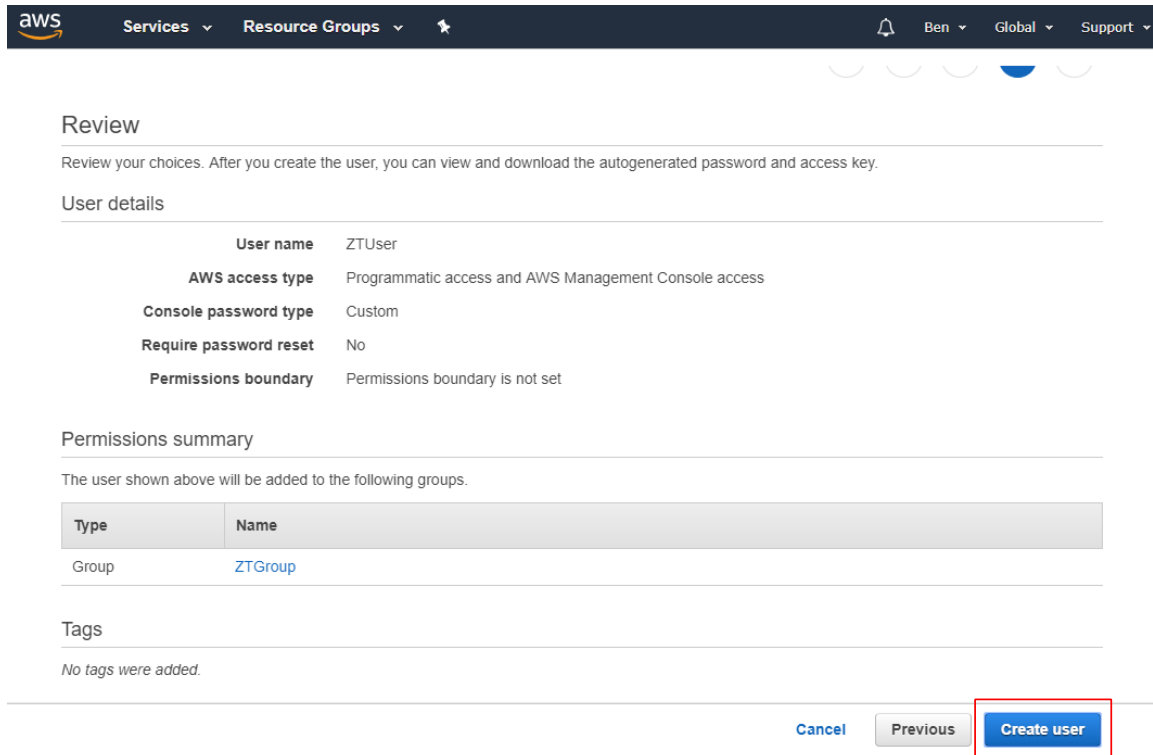 aws Services Resource Groups Ben Global Support
Review
Review your choices. After you create the user, you can view and download the autogenerated password and access key.
User details
User name ZTUser
AWS access type Programmatic access and AWS Management Console access
Console password type Custom
Require password reset No
Permissions boundary Permissions boundary is not set
Permissions summary
The user shown above will be added to the following groups.
Type Name
Group ZTGroup
Tags
No tags were added.
Cancel Previous Create user